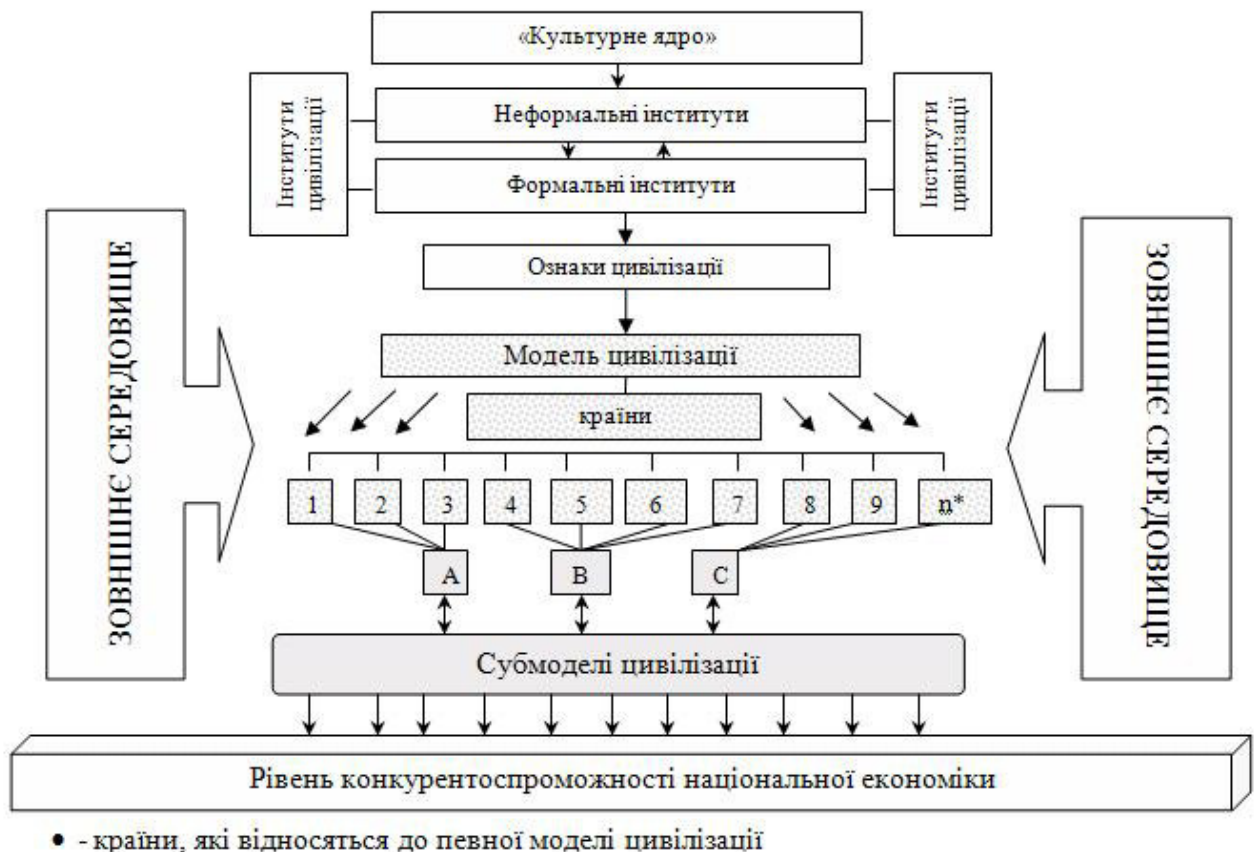 «Культурне ядро»
Інститути
цивілізації
Неформальні інститути
Інститути
цивілізації
Формальні інститути
ЗОВНІШНЄ СЕРЕДОВИЩЕ
ЗОВНІШНЄ СЕРЕДОВИЩЕ
Ознаки цивілізації
Модель цивілізації
країни
1 2 3 4 5 6 7 8 9 n*
А В С
Субмоделі цивілізації
Рівень конкурентоспроможності національної економіки
• - країни, які відносяться до певної моделі цивілізації